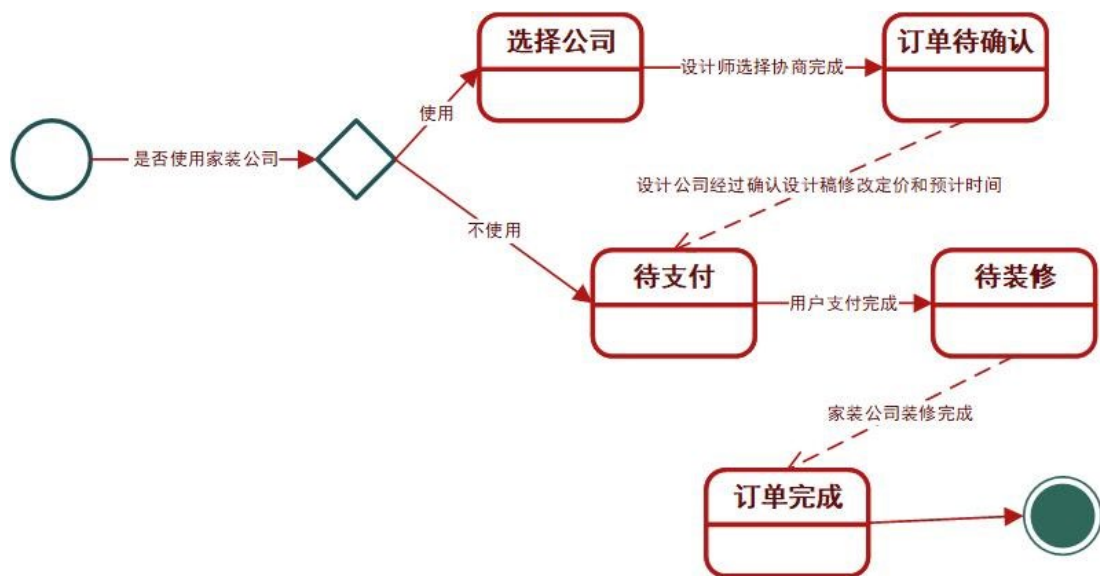 选择公司
订单待确认
设计师选择协商完成
使用
是否使用家装公司
设计公司经过确认设计稿修改定价和预计时间
不使用
待支付
待装修
用户支付完成
家装公司装修完成
订单完成